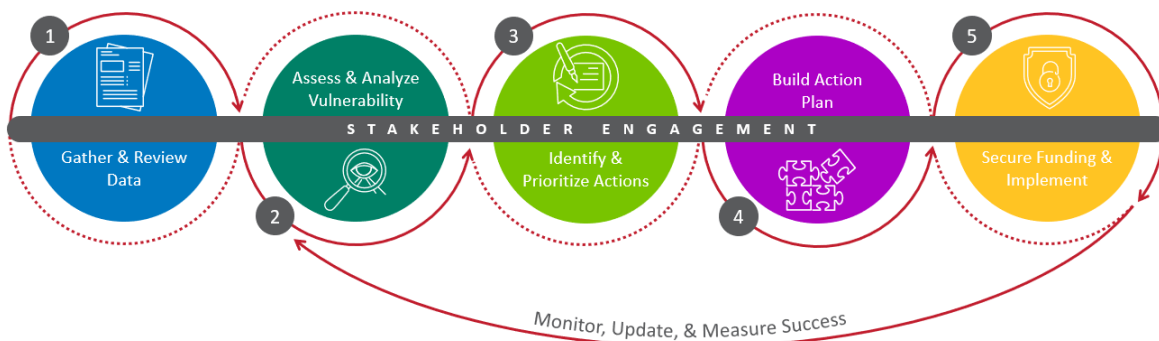 1
Gather & Review
Data
2
Assess & Analyze
Vulnerability
3
Identify &
Prioritize Actions
4
Build Action
Plan
5
Secure Funding &
Implement
STAKEHOLDER ENGAGEMENT
Monitor, Update, & Measure Success